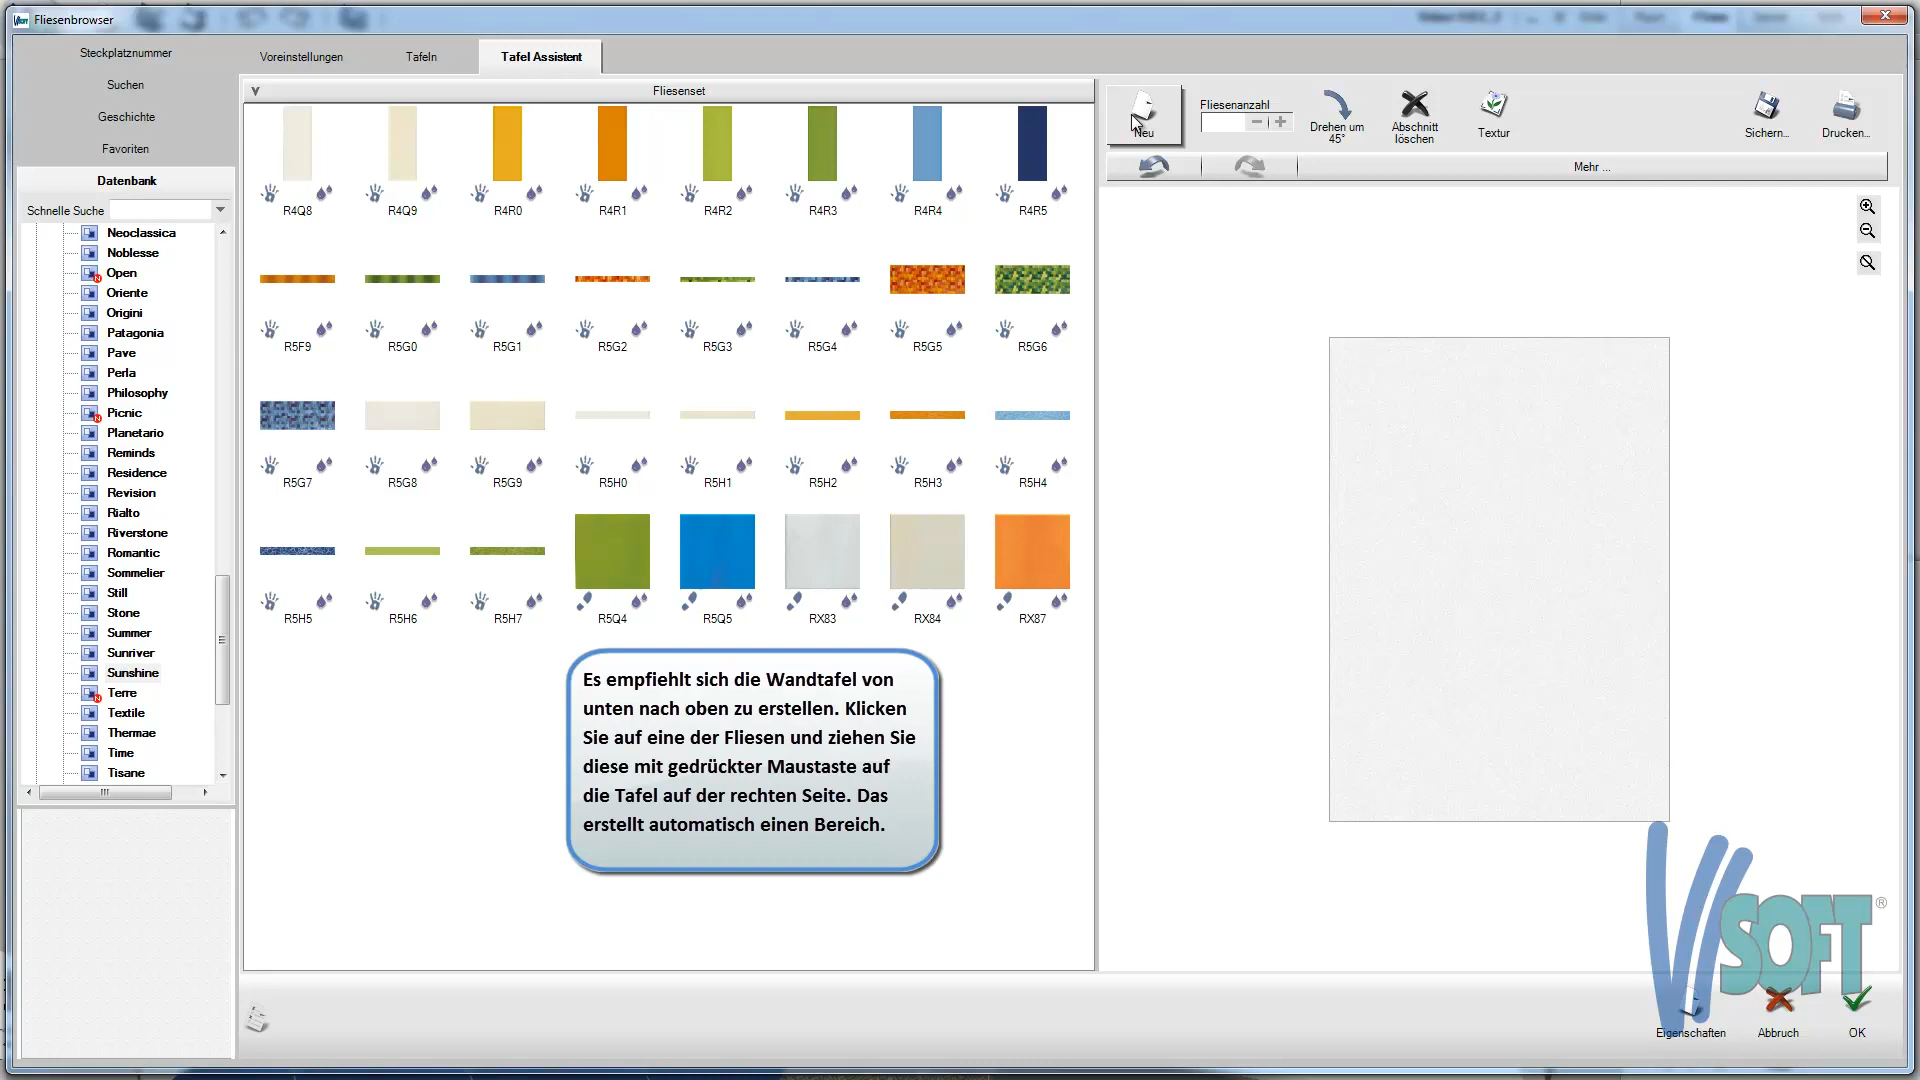 Fliesenbrowser
Steckplatznummer
Suchen
Geschichte
Favoriten
Datenbank
Schnelle Suche
Neoclassica
Noblesse
Open
Oriente
Origini
Patagonia
Pave
Perla
Philosophy
Picnic
Planetario
Reminds
Residence
Revision
Rialto
Riverstone
Romantic
Sommelier
Still
Stone
Summer
Sunriver
Sunshine
Terre
Textile
Thermae
Time
Tisane
Voreinstellungen Tafeln Tafel Assistent
Fliesenset
R4Q8 R4Q9 R4R0 R4R1 R4R2 R4R3 R4R4 R4R5
R5F9 R5G0 R5G1 R5G2 R5G3 R5G4 R5G5 R5G6
R5G7 R5G8 R5G9 R5H0 R5H1 R5H2 R5H3 R5H4
R5H5 R5H6 R5H7 R5Q4 R5Q5 RX83 RX84 RX87
Es empfiehlt sich die Wandtafel von
unten nach oben zu erstellen. Klicken
Sie auf eine der Fliesen und ziehen Sie
diese mit gedrückter Maustaste auf
die Tafel auf der rechten Seite. Das
erstellt automatisch einen Bereich.
Neu
Fliesenanzahl
Drehen um
45°
Abschnitt
löschen
Textur
Sichern...
Drucken...
Mehr ...
VISOFT®
Eigenschaften Abbruch OK